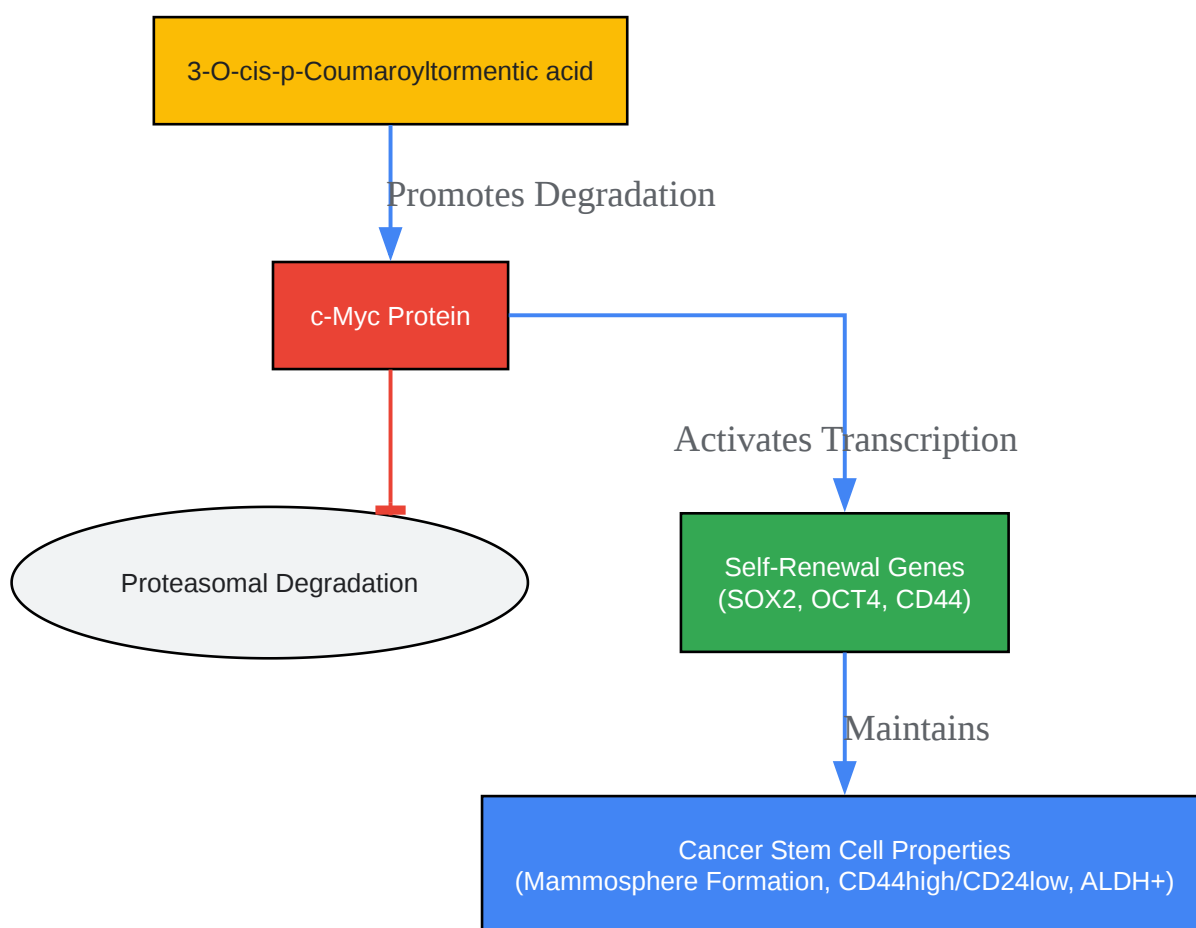 3-O-cis-p-Coumaroyltormentic acid
Promotes Degradation
c-Myc Protein
Activates Transcription
Proteasomal Degradation
Self-Renewal Genes
(SOX2, OCT4, CD44)
Maintains
Cancer Stem Cell Properties
(Mammosphere Formation, CD44high/CD24low, ALDH+)